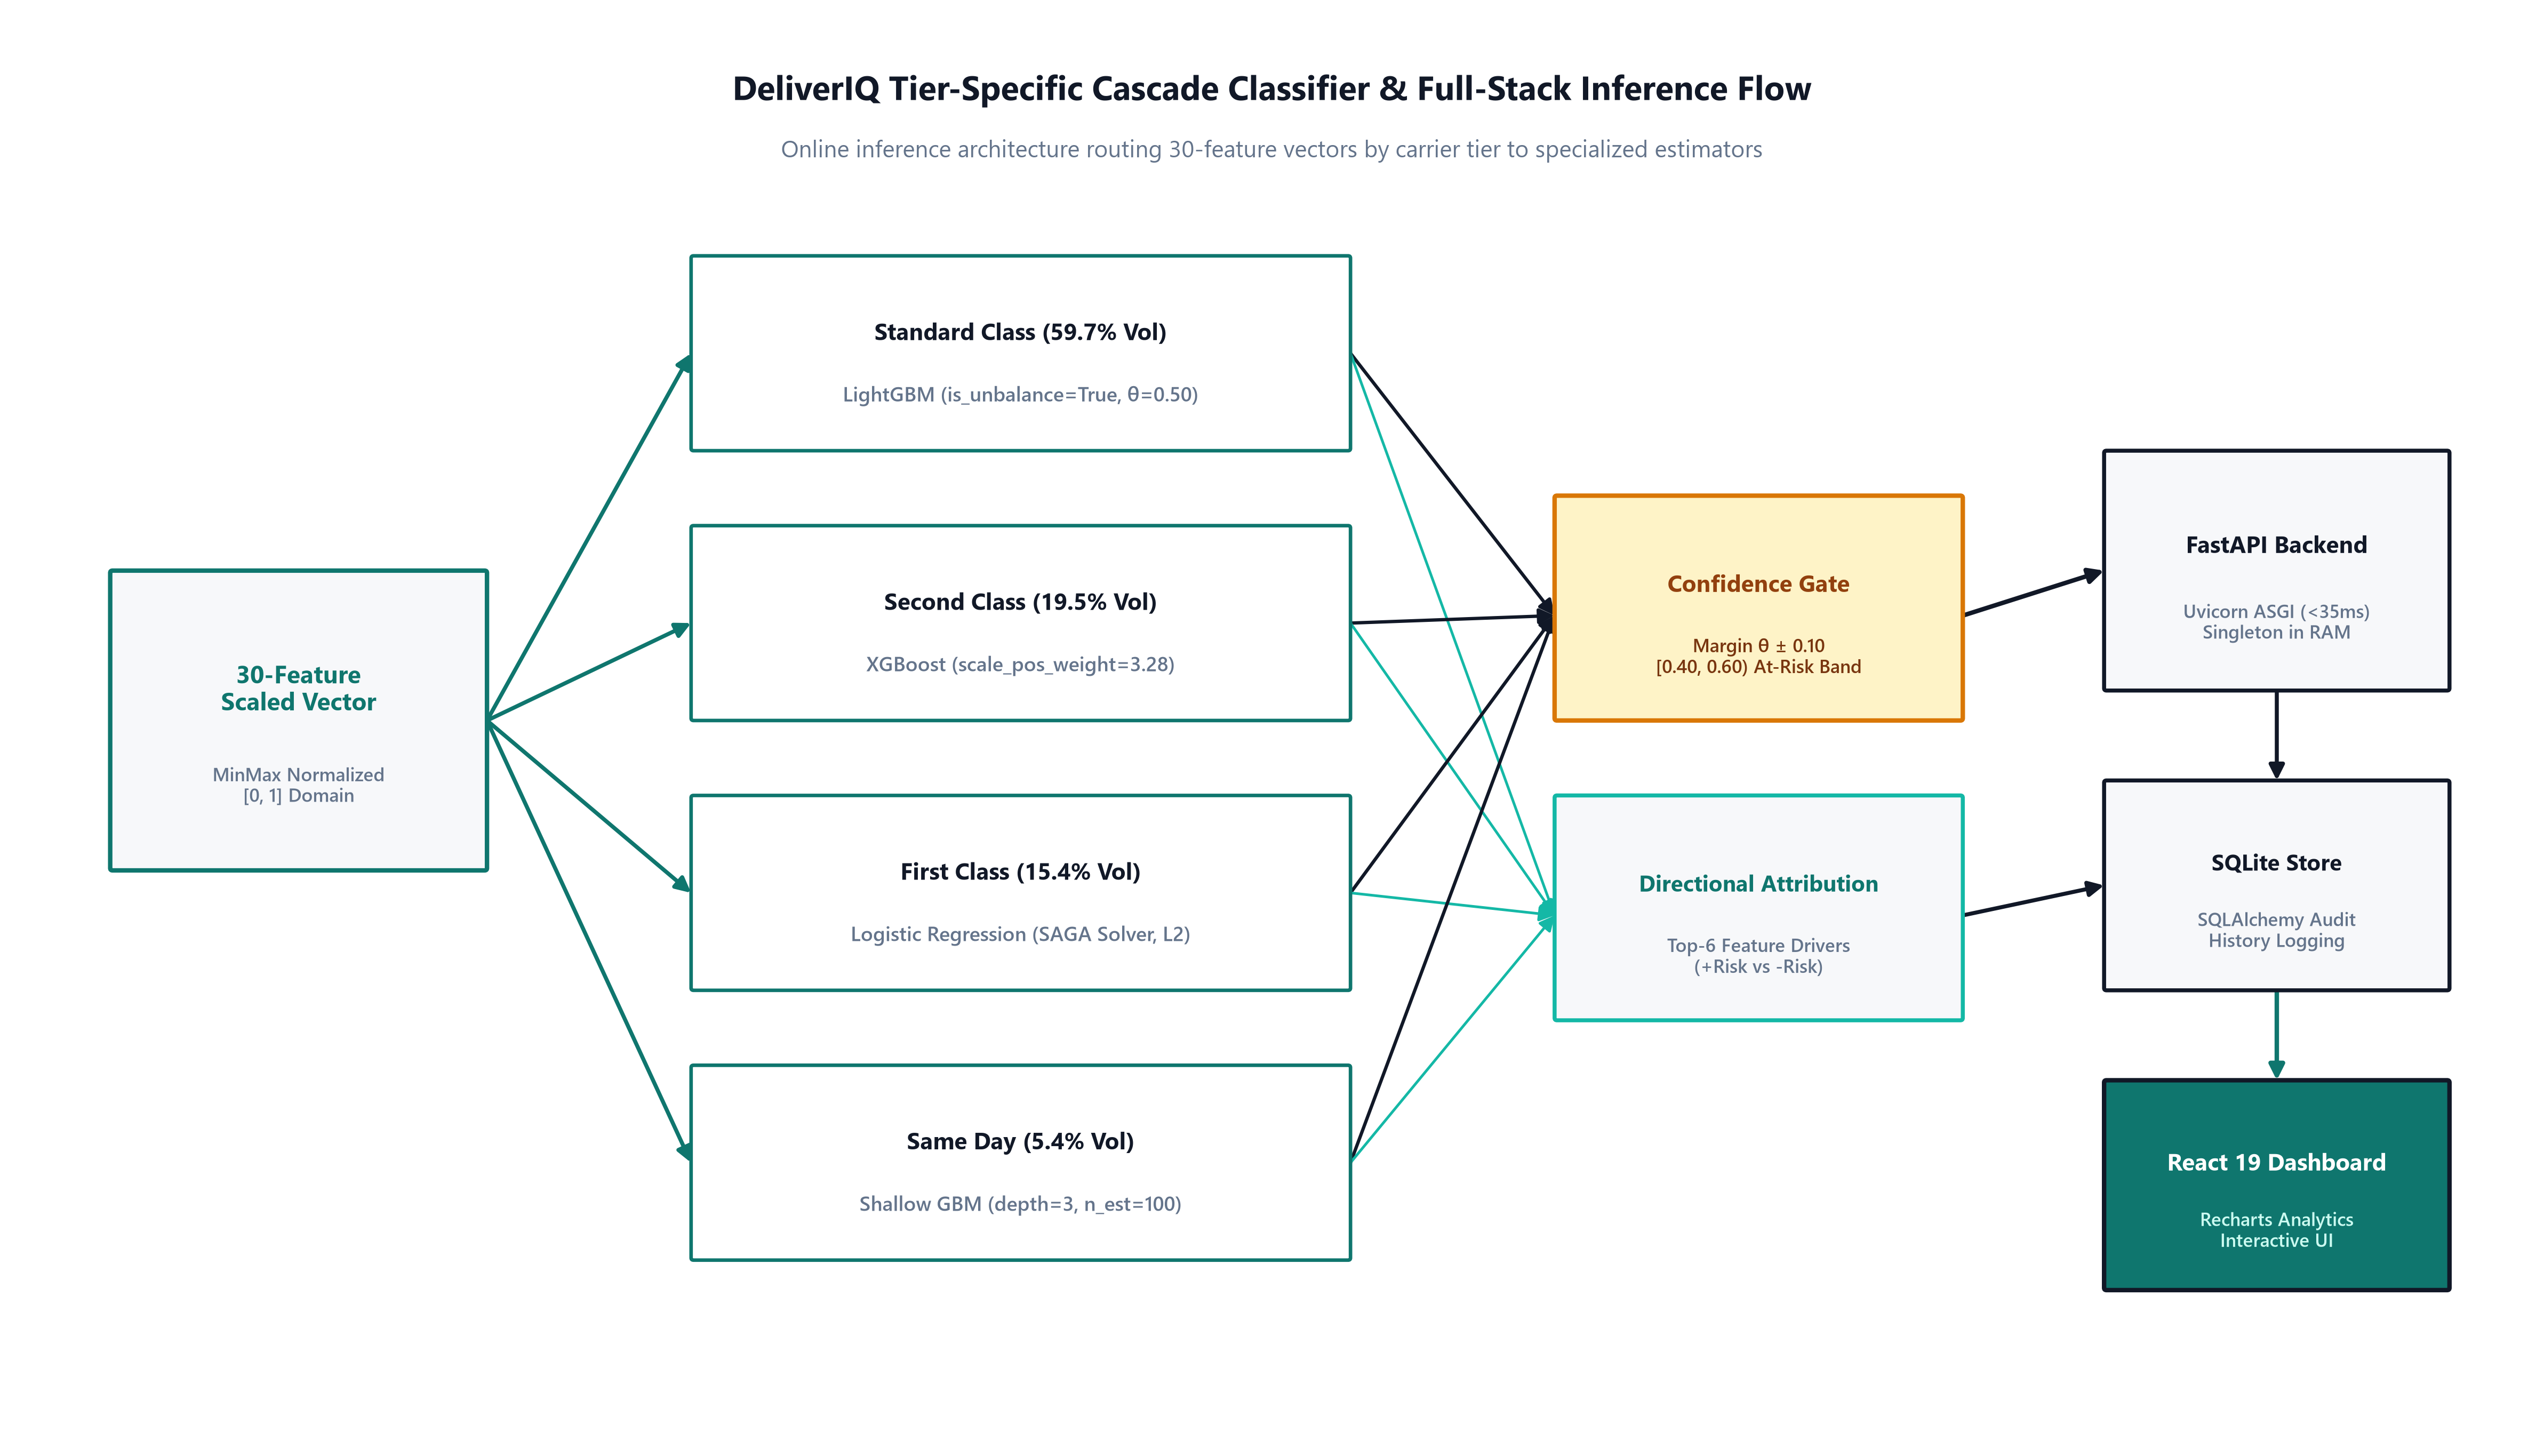 DeliverIQ Tier-Specific Cascade Classifier & Full-Stack Inference Flow
Online inference architecture routing 30-feature vectors by carrier tier to specialized estimators
30-Feature
Scaled Vector
MinMax Normalized
[0, 1] Domain
Standard Class (59.7% Vol)
LightGBM (is_unbalance=True, θ=0.50)
Second Class (19.5% Vol)
XGBoost (scale_pos_weight=3.28)
First Class (15.4% Vol)
Logistic Regression (SAGA Solver, L2)
Same Day (5.4% Vol)
Shallow GBM (depth=3, n_est=100)
Confidence Gate
Margin θ ± 0.10
[0.40, 0.60) At-Risk Band
Directional Attribution
Top-6 Feature Drivers
(+Risk vs -Risk)
FastAPI Backend
Uvicorn ASGI (<35ms)
Singleton in RAM
SQLite Store
SQLAlchemy Audit
History Logging
React 19 Dashboard
Recharts Analytics
Interactive UI